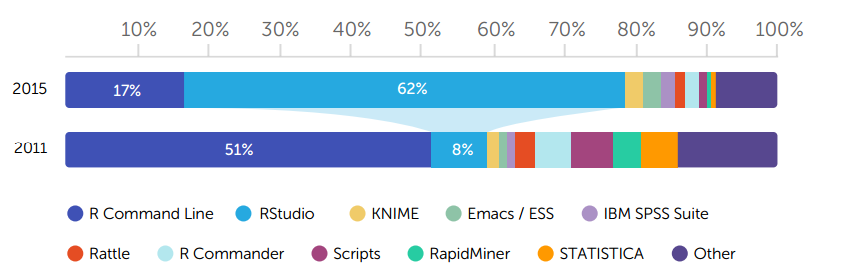 10% 20% 30% 40% 50% 60% 70% 80% 90% 100%
2015 17% 62%
2011 51% 8%
R Command Line RStudio KNIME Emacs / ESS IBM SPSS Suite
Rattle R Commander Scripts RapidMiner STATISTICA Other